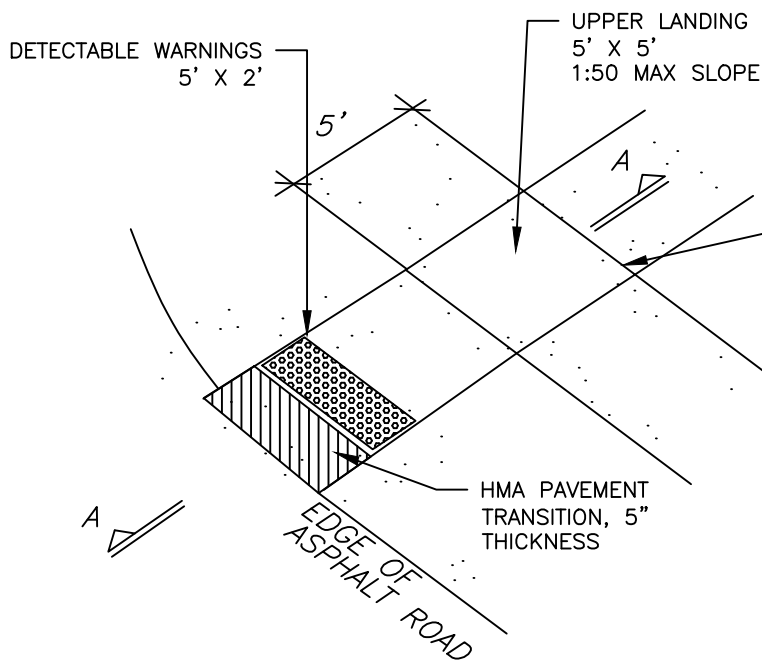 DETECTABLE WARNINGS
5' X 2'
UPPER LANDING
5' X 5'
1:50 MAX SLOPE
5'
A
A
HMA PAVEMENT
TRANSITION, 5"
THICKNESS
EDGE OF
ASPHALT ROAD